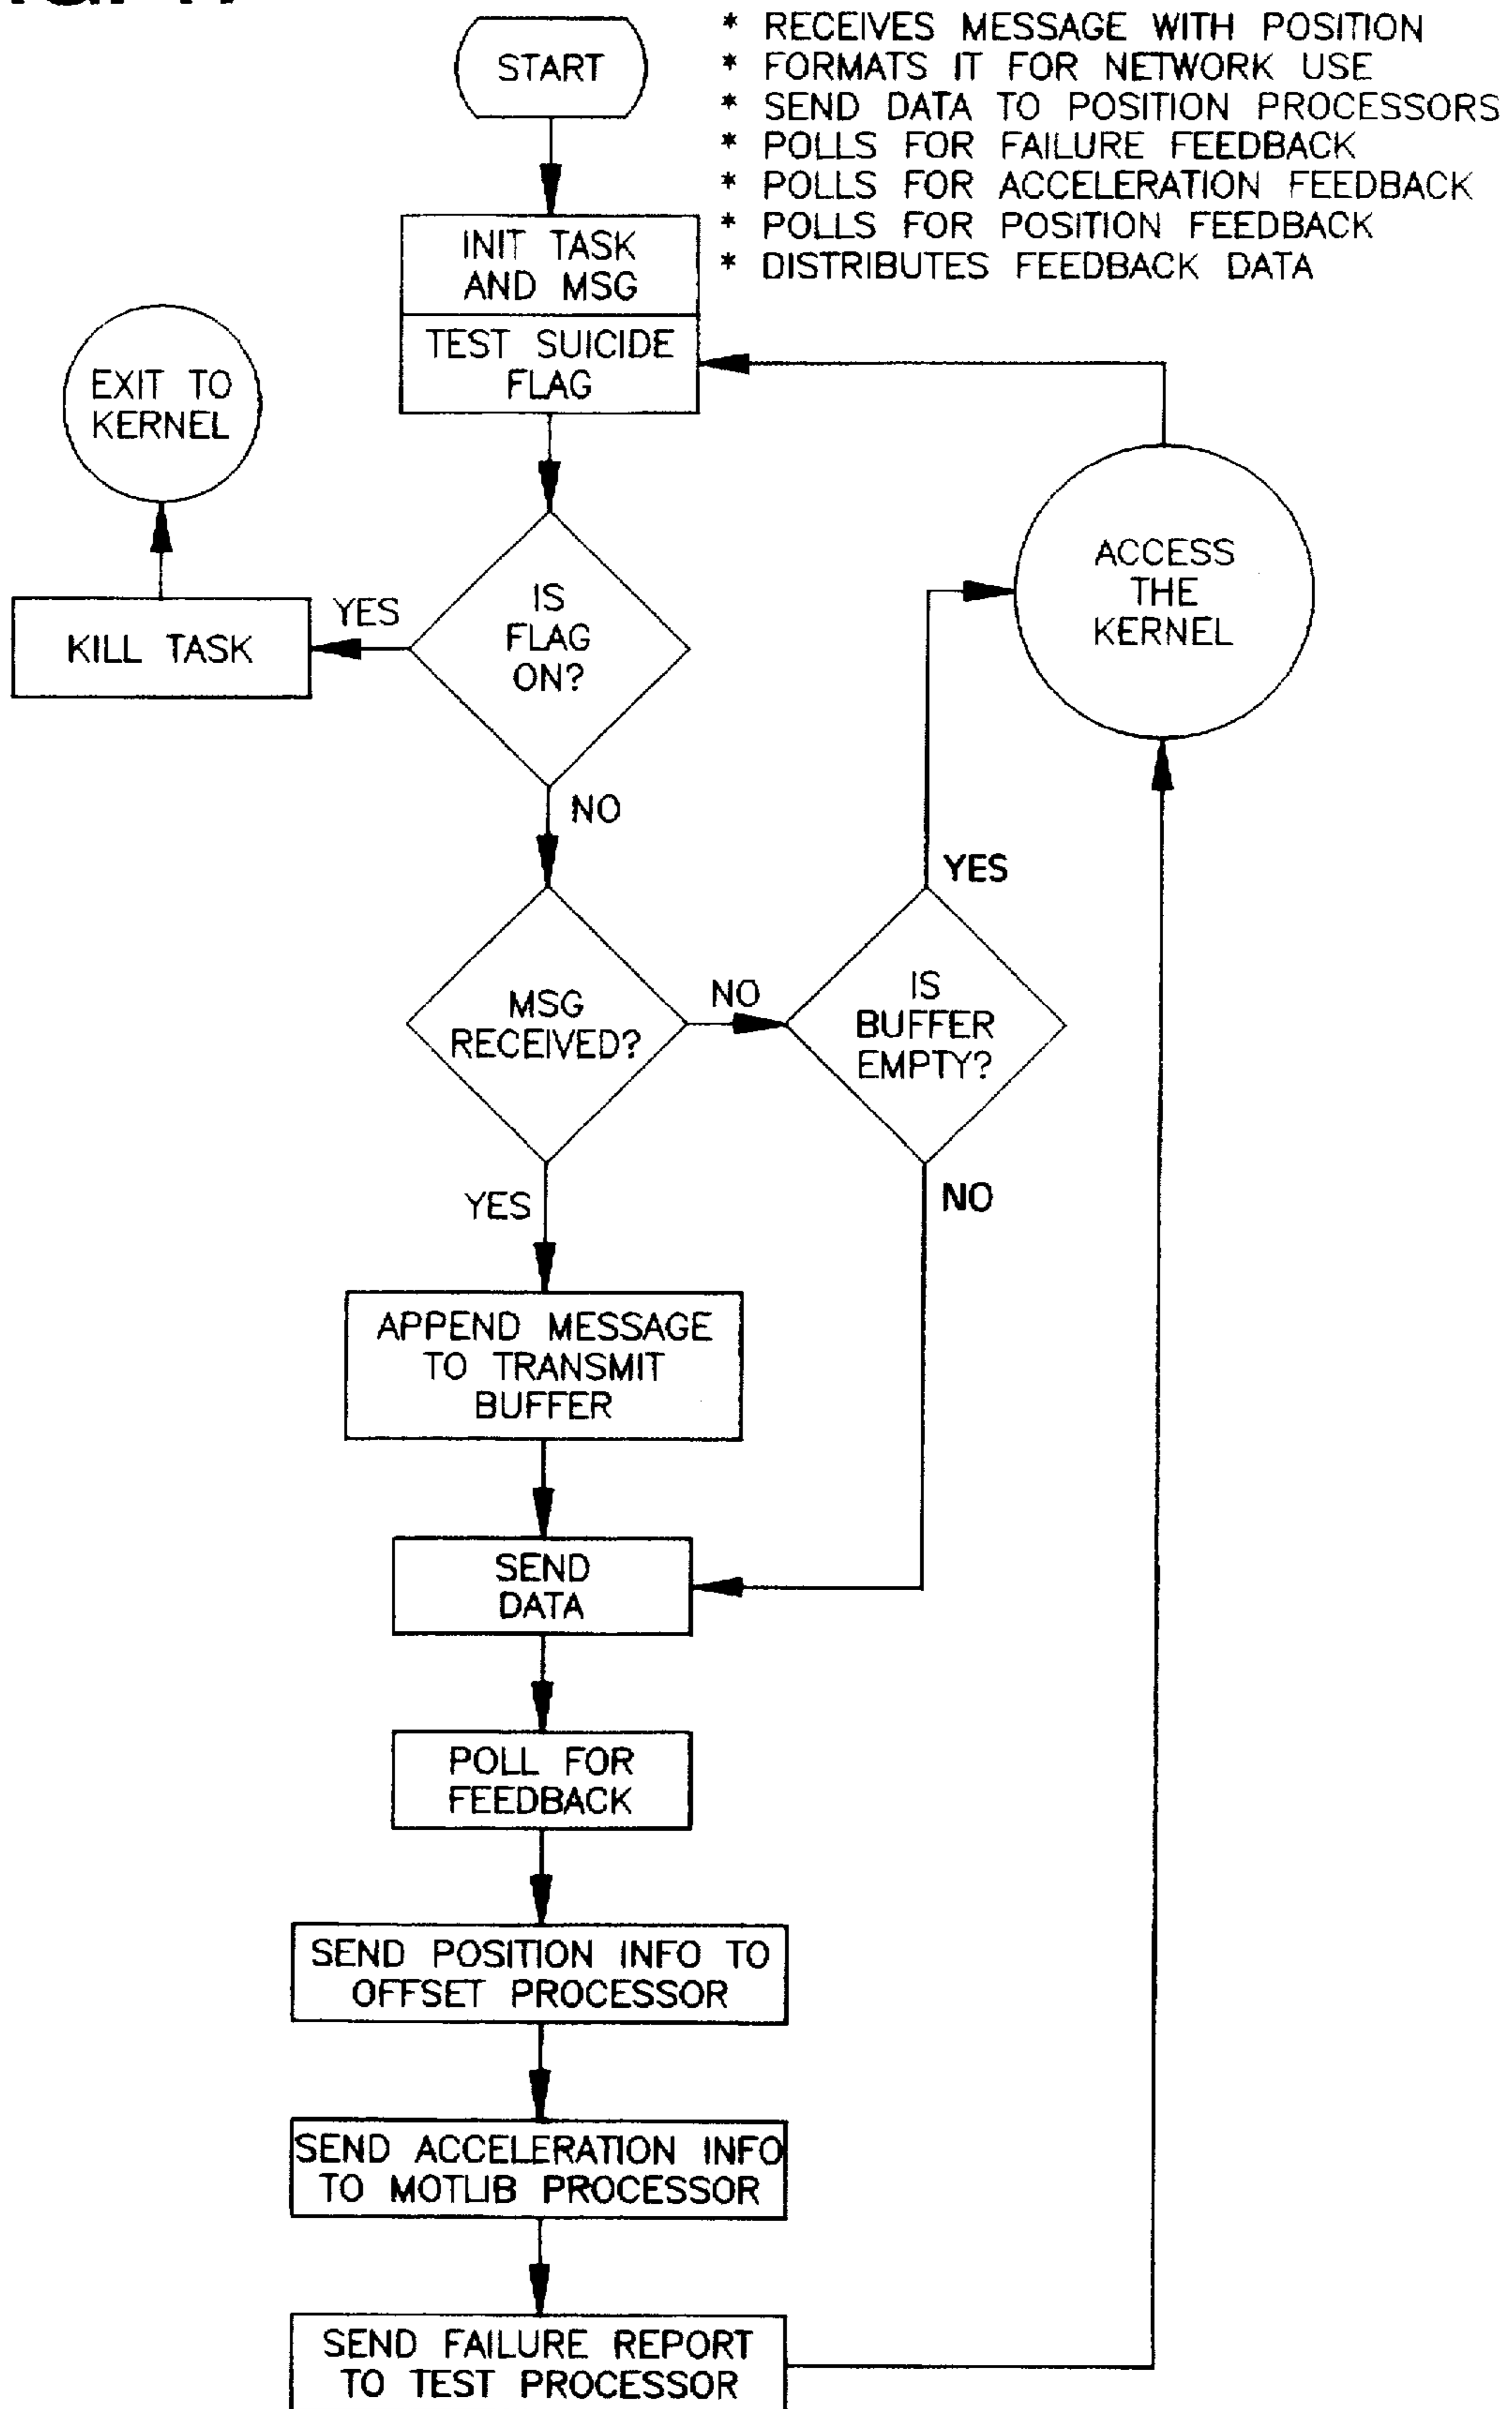 START
* RECEIVES MESSAGE WITH POSITION
* FORMATS IT FOR NETWORK USE
* SEND DATA TO POSITION PROCESSORS
* POLLS FOR FAILURE FEEDBACK
* POLLS FOR ACCELERATION FEEDBACK
* POLLS FOR POSITION FEEDBACK
* DISTRIBUTES FEEDBACK DATA
INIT TASK
AND MSG
TEST SUICIDE
FLAG
EXIT TO
KERNEL
KILL TASK
YES
IS
FLAG
ON?
NO
ACCESS
THE
KERNEL
MSG
RECEIVED?
NO
IS
BUFFER
EMPTY?
YES
NO
YES
APPEND MESSAGE
TO TRANSMIT
BUFFER
SEND
DATA
POLL FOR
FEEDBACK
SEND POSITION INFO TO
OFFSET PROCESSOR
SEND ACCELERATION INFO
TO MOTLIB PROCESSOR
SEND FAILURE REPORT
TO TEST PROCESSOR